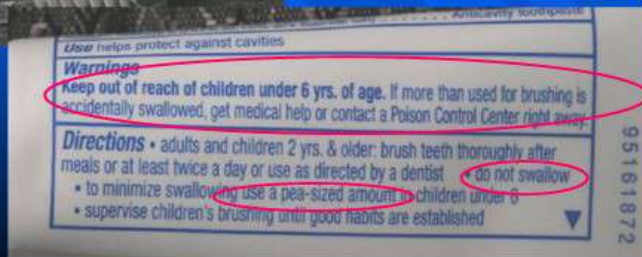 Anticavity toothpaste
Use helps protect against cavities
Warnings
Keep out of reach of children under 6 yrs. of age. If more than used for brushing is
accidentally swallowed, get medical help or contact a Poison Control Center right away.
Directions • adults and children 2 yrs. & older: brush teeth thoroughly after
meals or at least twice a day or use as directed by a dentist • do not swallow
• to minimize swallowing use a pea-sized amount in children under 6
• supervise children's brushing until good habits are established
95161872